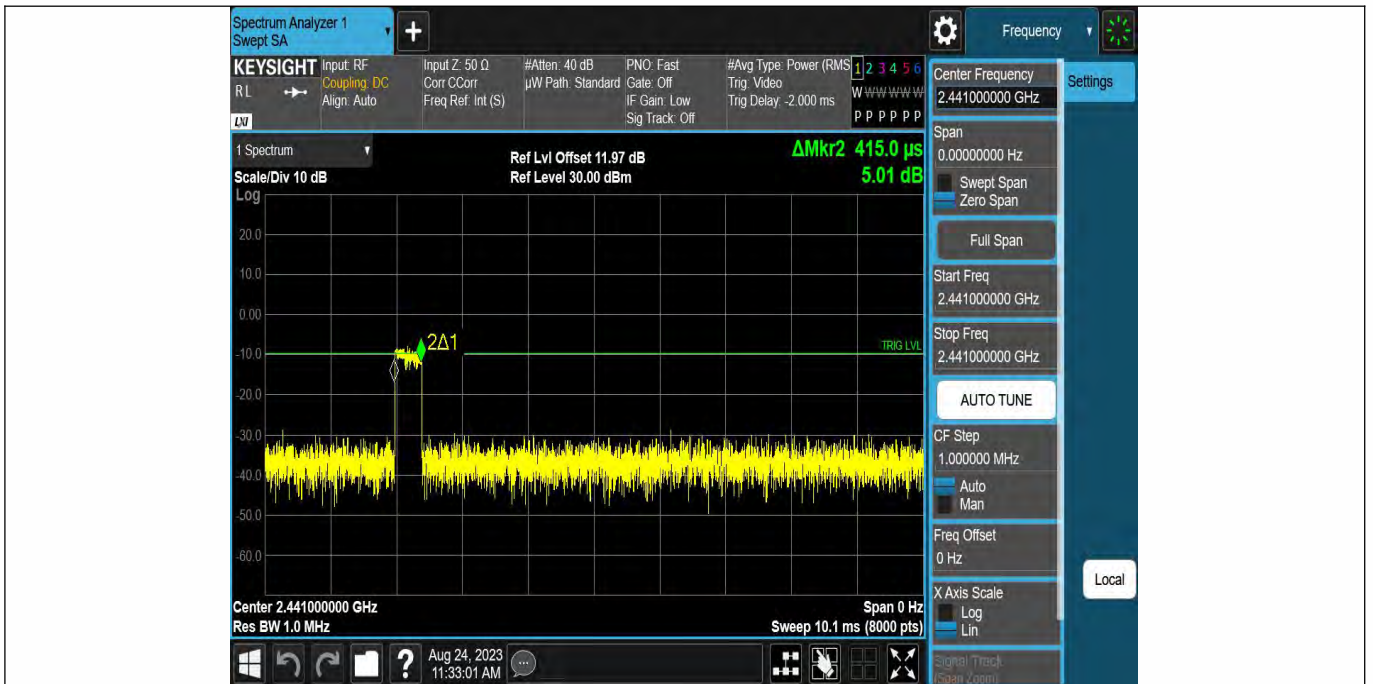 Spectrum Analyzer 1
Swept SA
+
Frequency
KEYSIGHT
RL
LXI
Input: RF
Coupling: DC
Align: Auto
Input Z: 50 Ω
Corr CCorr
Freq Ref: Int (S)
#Atten: 40 dB
µW Path: Standard
PNO: Fast
Gate: Off
IF Gain: Low
Sig Track: Off
#Avg Type: Power (RMS
Trig: Video
Trig Delay: -2.000 ms
1 2 3 4 5 6
W W W W W W
P P P P P P
1 Spectrum
Scale/Div 10 dB
Ref Lvl Offset 11.97 dB
Ref Level 30.00 dBm
ΔMkr2 415.0 µs
5.01 dB
Log
20.0
10.0
0.00
-10.0
-20.0
-30.0
-40.0
-50.0
-60.0
2Δ1
TRIG LVL
Center 2.441000000 GHz
Res BW 1.0 MHz
Span 0 Hz
Sweep 10.1 ms (8000 pts)
Center Frequency
2.441000000 GHz
Settings
Span
0.00000000 Hz
Swept Span
Zero Span
Full Span
Start Freq
2.441000000 GHz
Stop Freq
2.441000000 GHz
AUTO TUNE
CF Step
1.000000 MHz
Auto
Man
Freq Offset
0 Hz
X Axis Scale
Log
Lin
Signal Track
(Span Zoom)
Local
?
Aug 24, 2023
11:33:01 AM